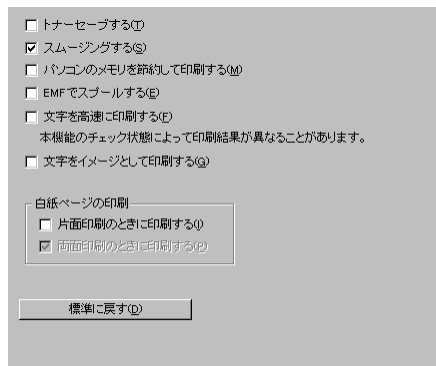 トナーセーブする(T)
スムージングする(S)
パソコンのメモリを節約して印刷する(M)
EMFでスプールする(E)
文字を高速に印刷する(F)
本機能のチェック状態によって印刷結果が異なることがあります。
文字をイメージとして印刷する(G)
白紙ページの印刷
片面印刷のときに印刷する(I)
両面印刷のときに印刷する(P)
標準に戻す(D)